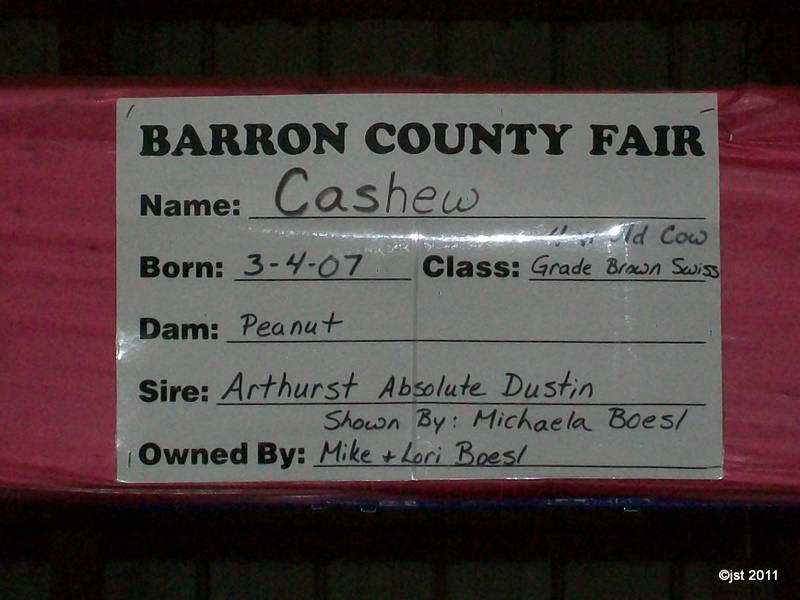 BARRON COUNTY FAIR
Name: Cashew
Old Cow
Born: 3-4-07 Class: Grade Brown Swiss
Dam: Peanut
Sire: Arthurst Absolute Dustin
Shown By: Michaela Boesl
Owned By: Mike + Lori Boesl
©jst 2011